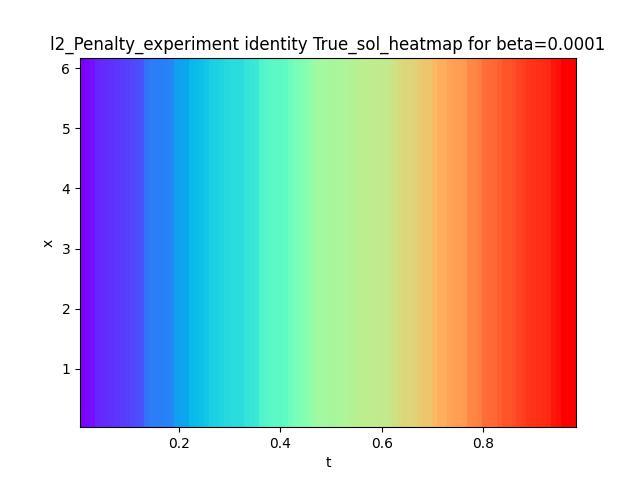 l2_Penalty_experiment identity True_sol_heatmap for beta=0.0001
6
5
4
3
2
1
x
0.2 0.4 0.6 0.8
t